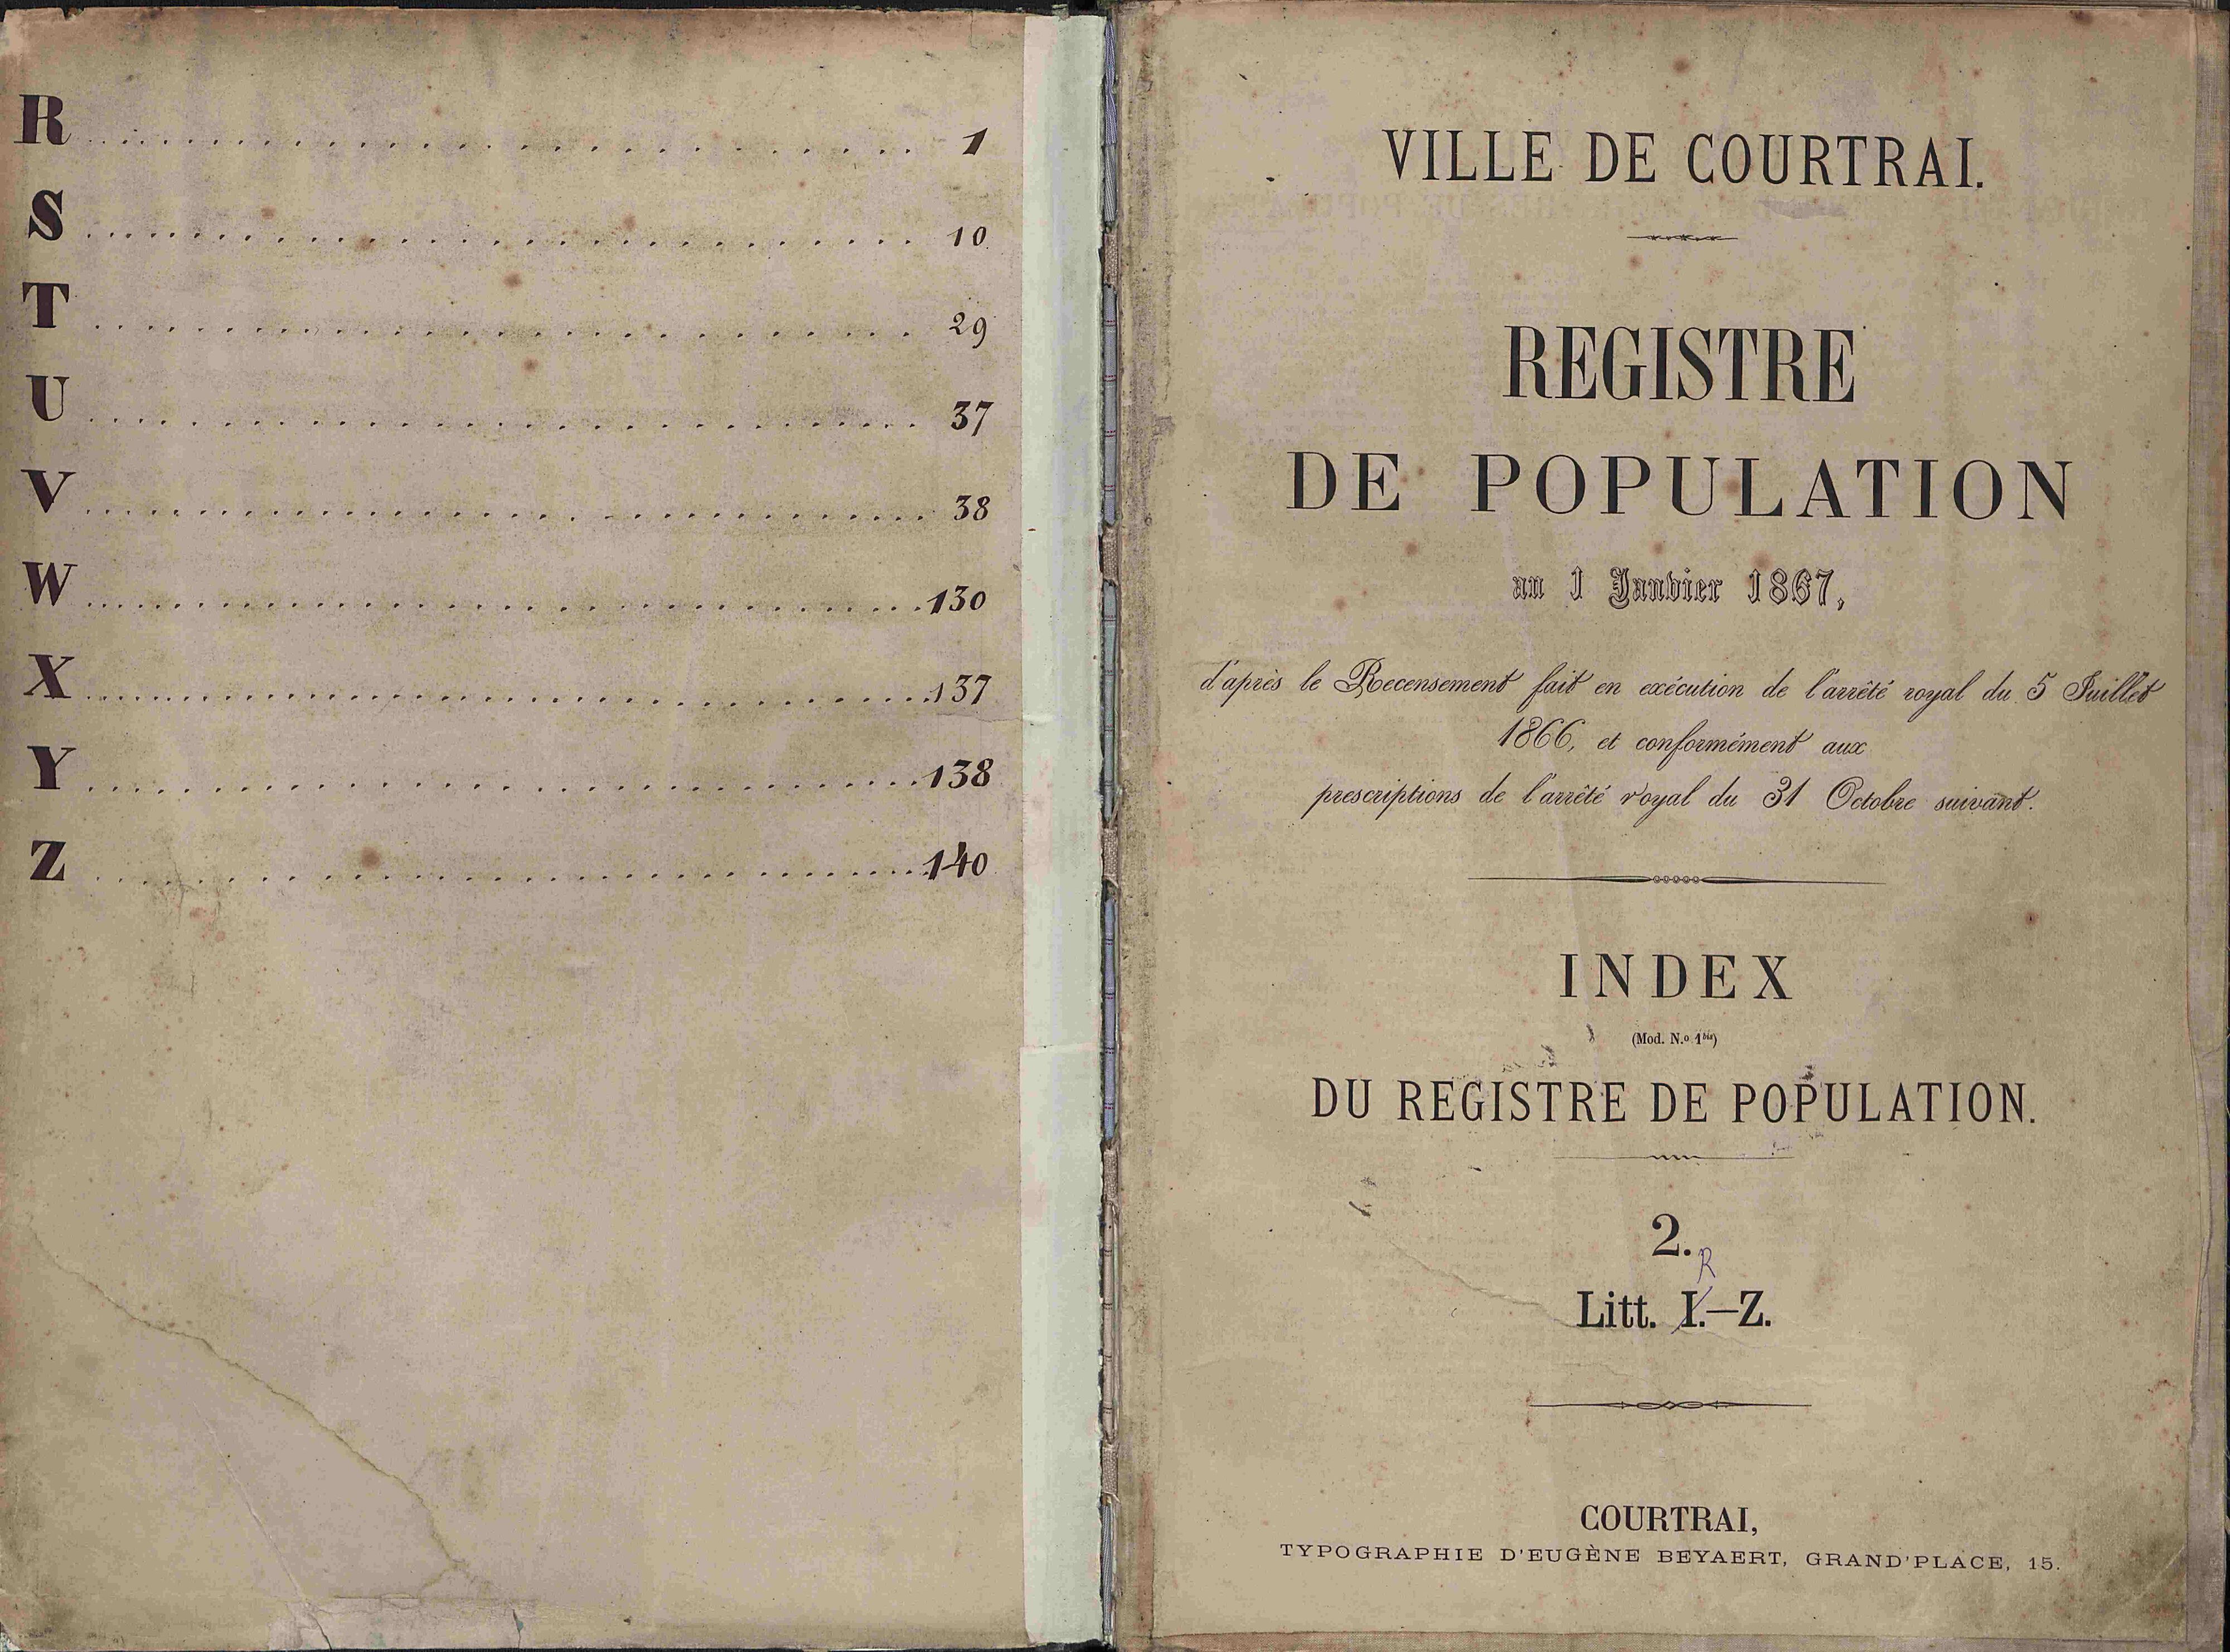 R 1
S 10
T 29
U 37
V 38
W 130
X 137
Y 138
Z 140
VILLE DE COURTRAI.
REGISTRE
DE POPULATION
au 1 Janvier 1867,
d'après le Recensement fait en exécution de l'arrêté royal du 5 Juillet
1866, et conformément aux
prescriptions de l'arrêté royal du 31 Octobre suivant.
INDEX
(Mod. N.o 1bis)
DU REGISTRE DE POPULATION.
2.
R
Litt. I.—Z.
COURTRAI,
TYPOGRAPHIE D'EUGÈNE BEYAERT, GRAND'PLACE, 15.